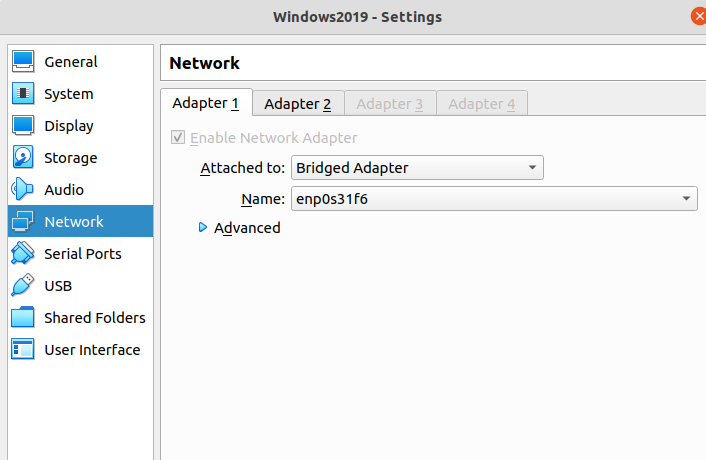 Windows2019 - Settings
General
System
Display
Storage
Audio
Network
Serial Ports
USB
Shared Folders
User Interface
Network
Adapter 1 Adapter 2 Adapter 3 Adapter 4
Enable Network Adapter
Attached to: Bridged Adapter
Name: enp0s31f6
Advanced